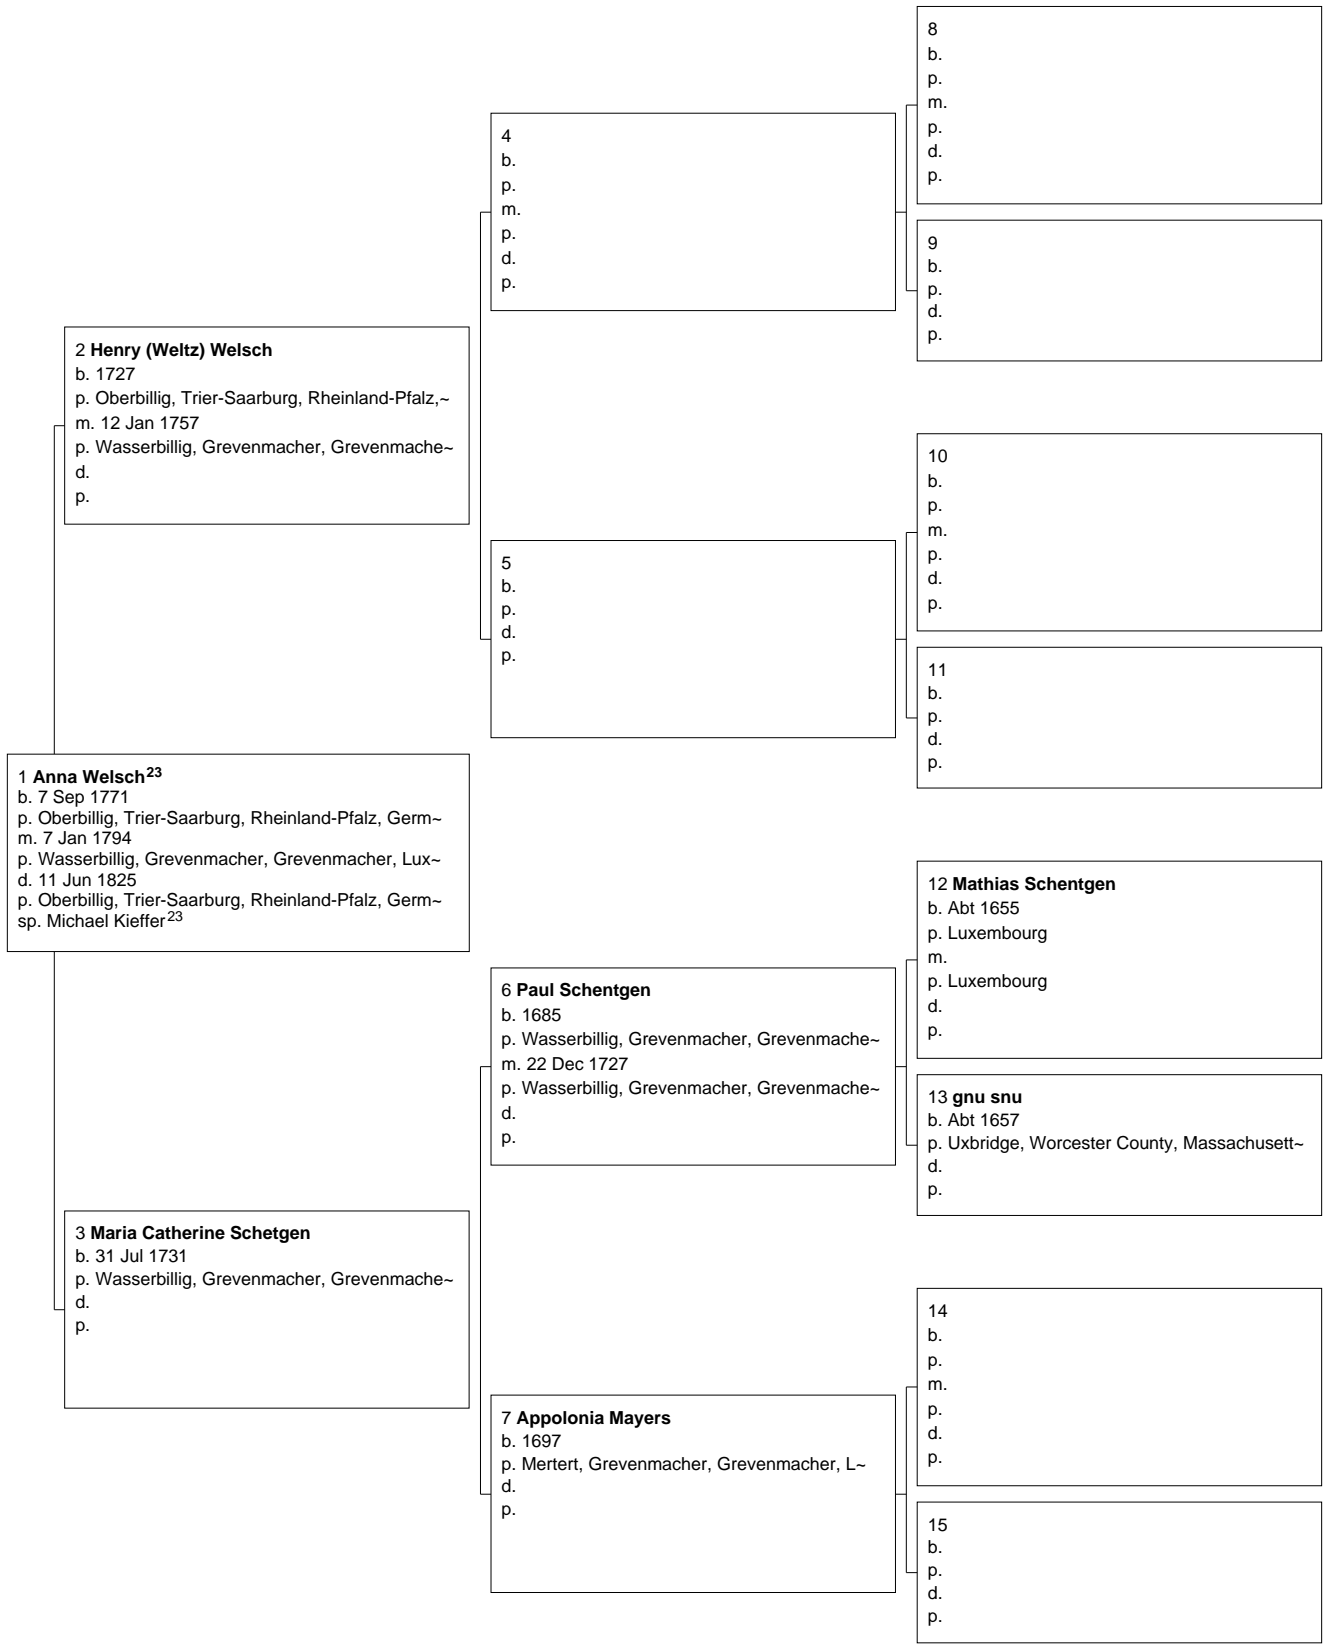 8
b.
p.
m.
p.
d.
p.
4
b.
p.
m.
p.
d.
p.
9
b.
p.
d.
p.
2 Henry (Weltz) Welsch
b. 1727
p. Oberbillig, Trier-Saarburg, Rheinland-Pfalz,~
m. 12 Jan 1757
p. Wasserbillig, Grevenmacher, Grevenmache~
d.
p.
10
b.
p.
m.
p.
d.
p.
5
b.
p.
d.
p.
11
b.
p.
d.
p.
1 Anna Welsch23
b. 7 Sep 1771
p. Oberbillig, Trier-Saarburg, Rheinland-Pfalz, Germ~
m. 7 Jan 1794
p. Wasserbillig, Grevenmacher, Grevenmacher, Lux~
d. 11 Jun 1825
p. Oberbillig, Trier-Saarburg, Rheinland-Pfalz, Germ~
sp. Michael Kieffer23
12 Mathias Schentgen
b. Abt 1655
p. Luxembourg
m.
p. Luxembourg
d.
p.
6 Paul Schentgen
b. 1685
p. Wasserbillig, Grevenmacher, Grevenmache~
m. 22 Dec 1727
p. Wasserbillig, Grevenmacher, Grevenmache~
d.
p.
13 gnu snu
b. Abt 1657
p. Uxbridge, Worcester County, Massachusett~
d.
p.
3 Maria Catherine Schetgen
b. 31 Jul 1731
p. Wasserbillig, Grevenmacher, Grevenmache~
d.
p.
14
b.
p.
m.
p.
d.
p.
7 Appolonia Mayers
b. 1697
p. Mertert, Grevenmacher, Grevenmacher, L~
d.
p.
15
b.
p.
d.
p.